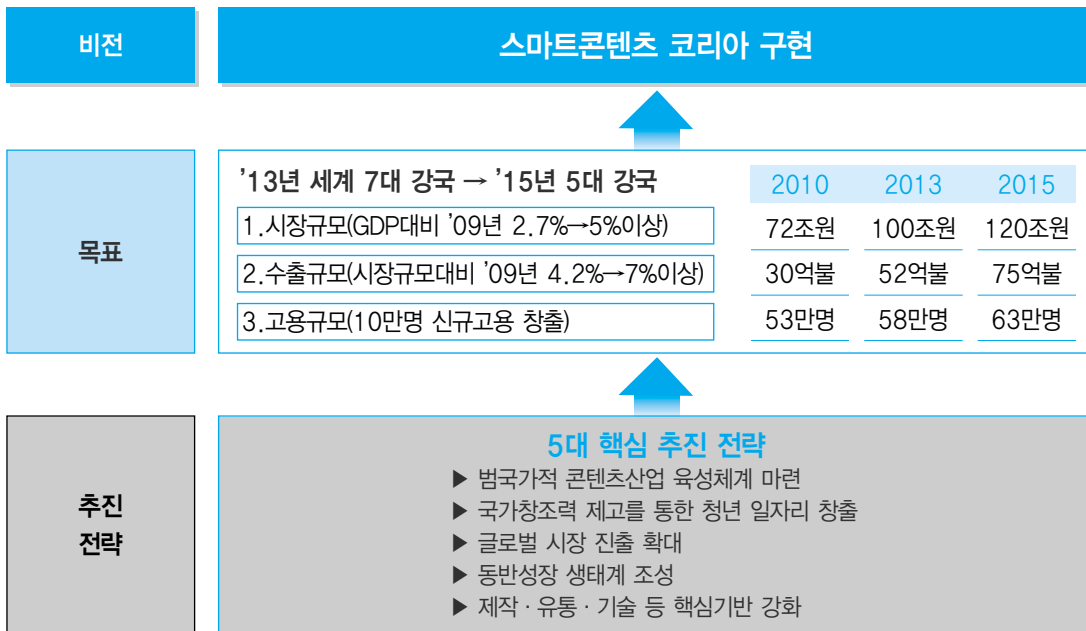 비전
스마트콘텐츠 코리아 구현
목표
’13년 세계 7대 강국 → ’15년 5대 강국
2010 2013 2015
1.시장규모(GDP대비 ’09년 2.7%→5%이상) 72조원 100조원 120조원
2.수출규모(시장규모대비 ’09년 4.2%→7%이상) 30억불 52억불 75억불
3.고용규모(10만명 신규고용 창출) 53만명 58만명 63만명
추진
전략
5대 핵심 추진 전략
▶ 범국가적 콘텐츠산업 육성체계 마련
▶ 국가창조력 제고를 통한 청년 일자리 창출
▶ 글로벌 시장 진출 확대
▶ 동반성장 생태계 조성
▶ 제작 · 유통 · 기술 등 핵심기반 강화